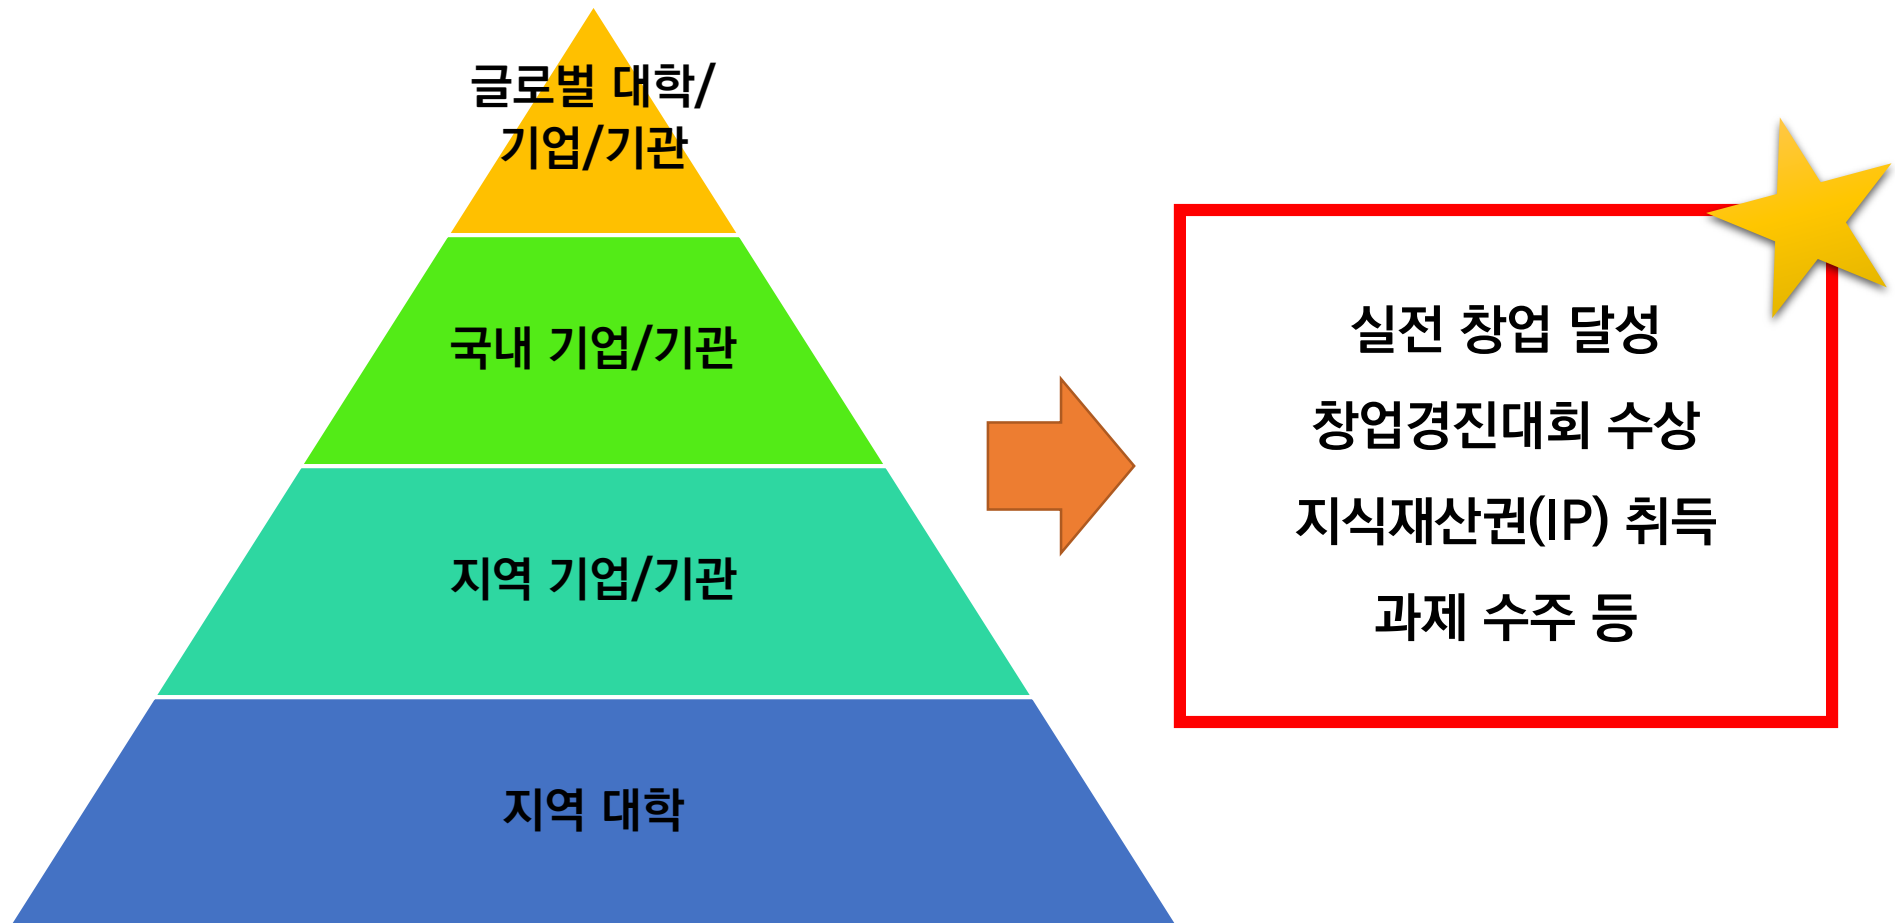 글로벌 대학/
기업/기관
국내 기업/기관
지역 기업/기관
지역 대학
실전 창업 달성
창업경진대회 수상
지식재산권(IP) 취득
과제 수주 등